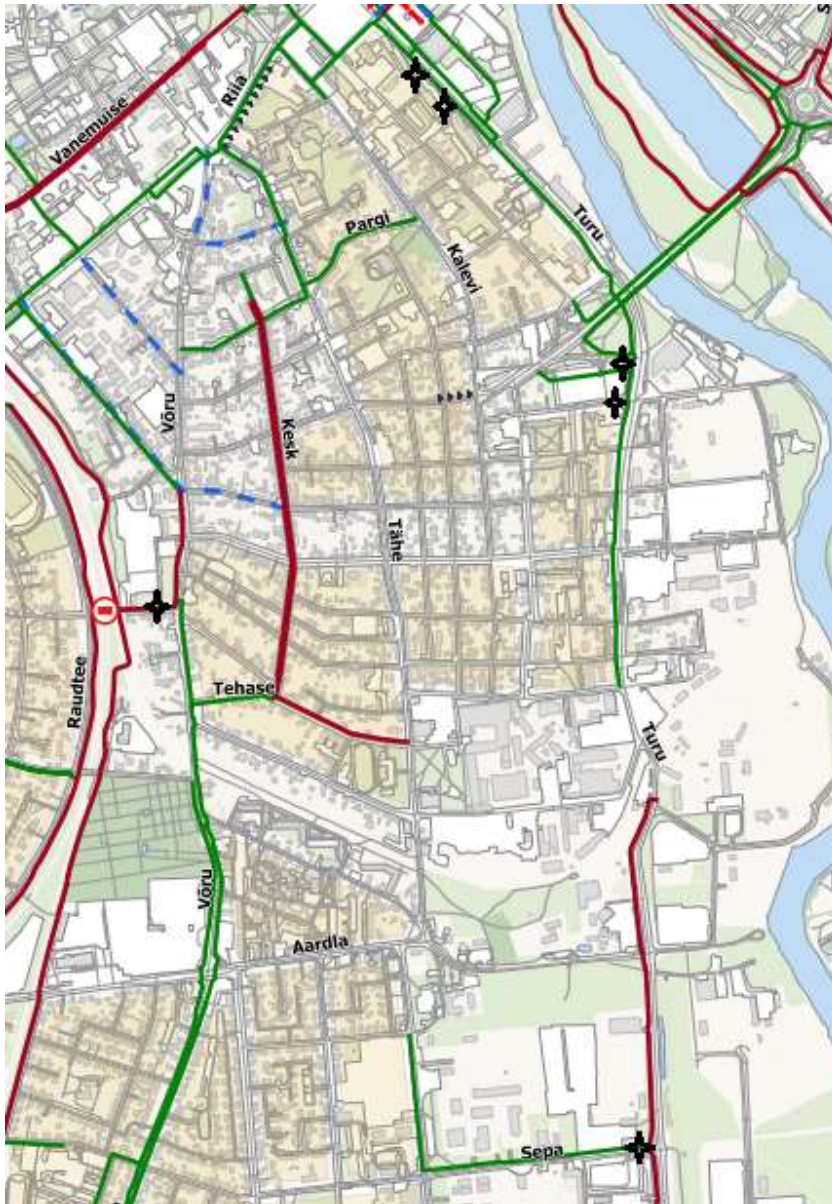 Riia
Vanemuise
Pargi
Turu
Kalevi
Võru
Kesk
Tähe
Raudtee
Tehase
Turu
Võru
Aardla
Sepa